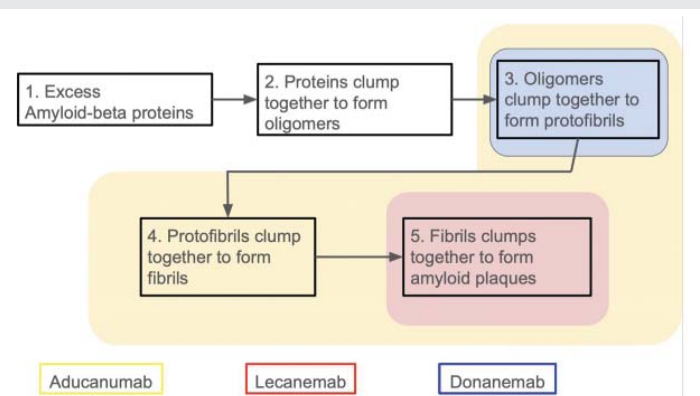 1. Excess
Amyloid-beta proteins
2. Proteins clump
together to form
oligomers
3. Oligomers
clump together to
form protofibrils
4. Protofibrils clump
together to form
fibrils
5. Fibrils clumps
together to form
amyloid plaques
Aducanumab
Lecanemab
Donanemab